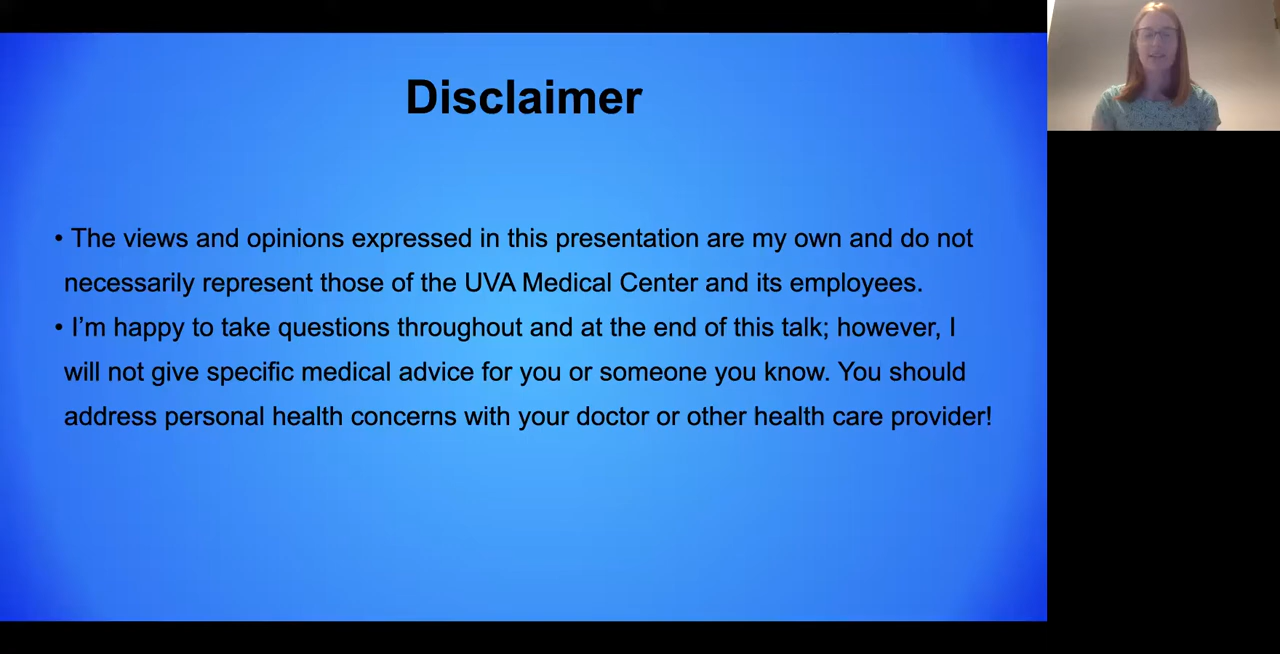 Disclaimer
• The views and opinions expressed in this presentation are my own and do not
necessarily represent those of the UVA Medical Center and its employees.
• I’m happy to take questions throughout and at the end of this talk; however, I
will not give specific medical advice for you or someone you know. You should
address personal health concerns with your doctor or other health care provider!